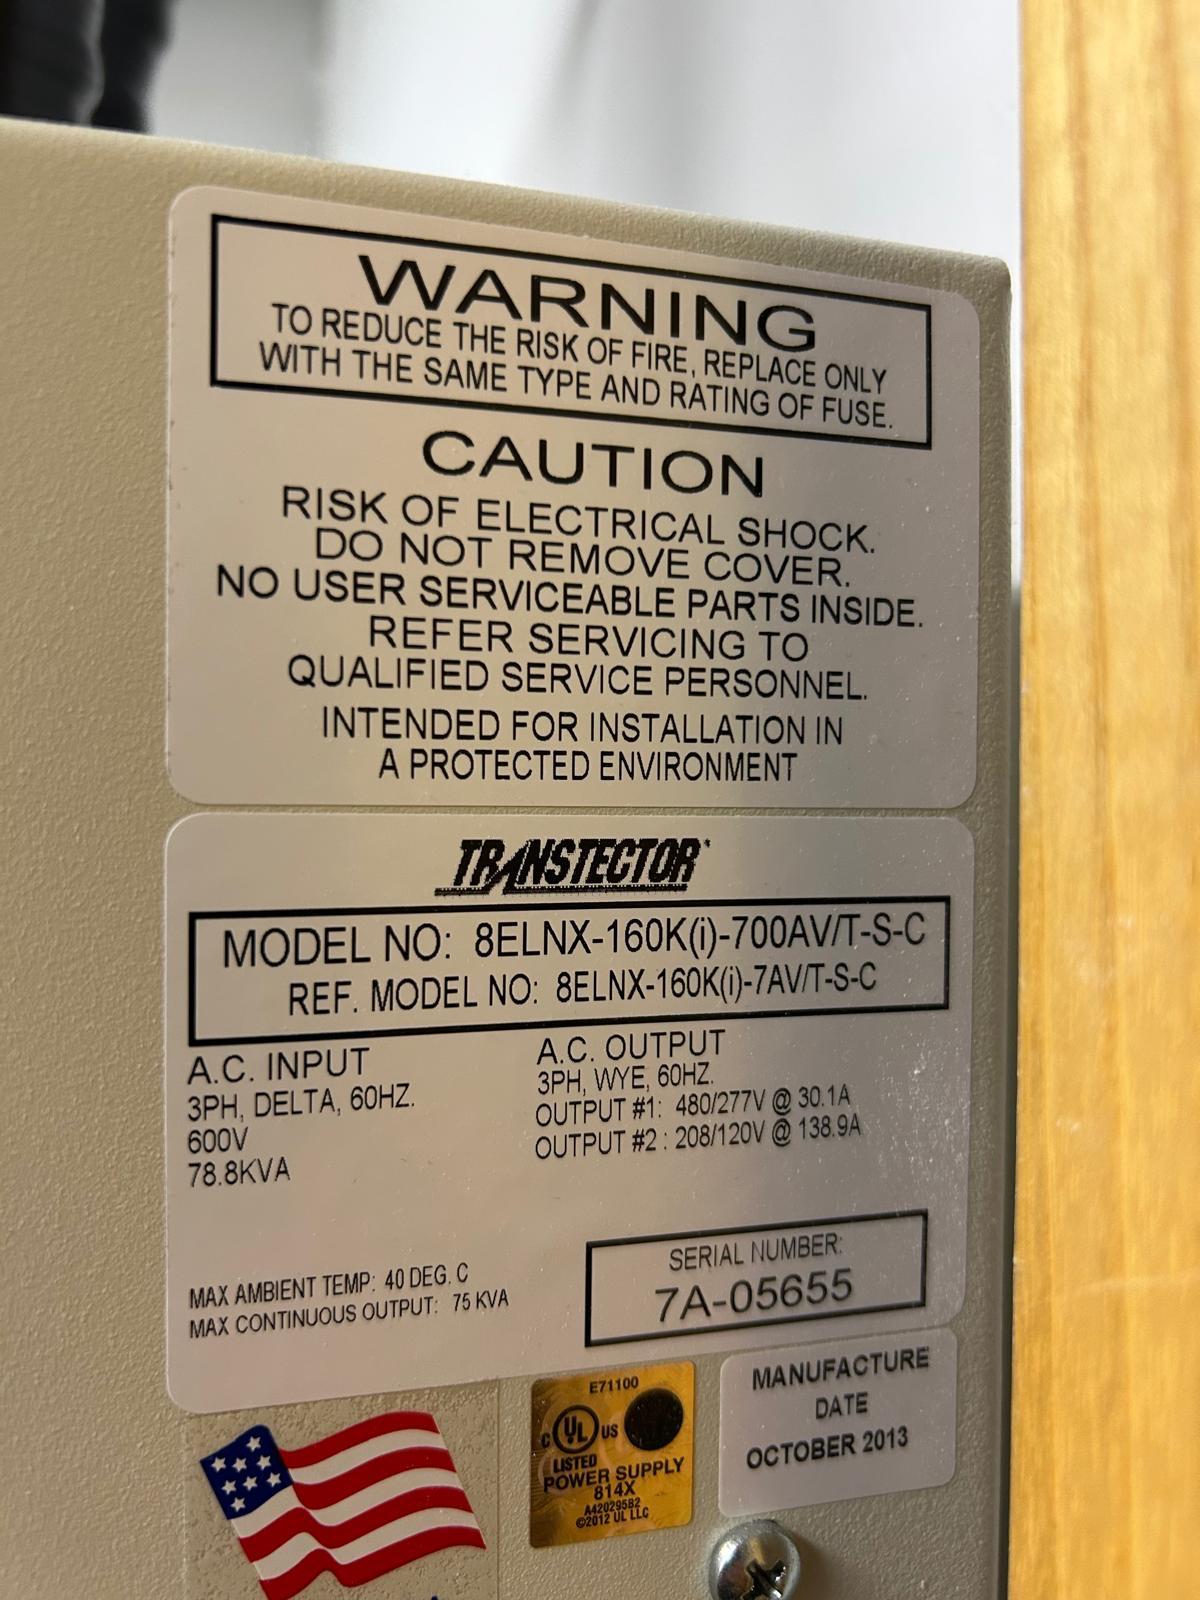 WARNING
TO REDUCE THE RISK OF FIRE, REPLACE ONLY
WITH THE SAME TYPE AND RATING OF FUSE.
CAUTION
RISK OF ELECTRICAL SHOCK.
DO NOT REMOVE COVER.
NO USER SERVICEABLE PARTS INSIDE.
REFER SERVICING TO
QUALIFIED SERVICE PERSONNEL.
INTENDED FOR INSTALLATION IN
A PROTECTED ENVIRONMENT
TRANSTECTOR
MODEL NO: 8ELNX-160K(i)-700AV/T-S-C
REF. MODEL NO: 8ELNX-160K(i)-7AV/T-S-C
A.C. INPUT
3PH, DELTA, 60HZ.
600V
78.8KVA
A.C. OUTPUT
3PH, WYE, 60HZ.
OUTPUT #1: 480/277V @ 30.1A
OUTPUT #2 : 208/120V @ 138.9A
MAX AMBIENT TEMP: 40 DEG. C
MAX CONTINUOUS OUTPUT: 75 KVA
SERIAL NUMBER:
7A-05655
E71100
C UL US
LISTED
POWER SUPPLY
814X
A42029582
©2012 UL LLC
MANUFACTURE
DATE
OCTOBER 2013